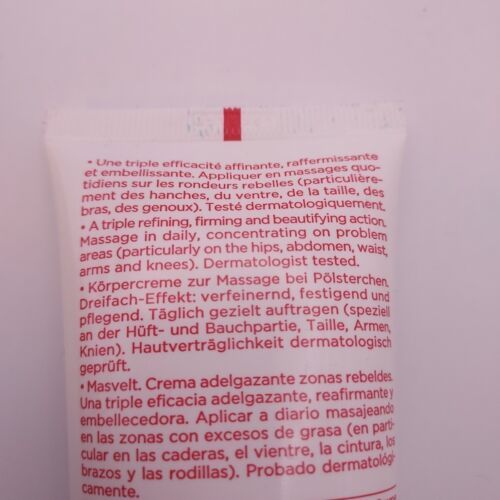 • Une triple efficacité affinante, raffermissante
et embellissante. Appliquer en massages quo-
tidiens sur les rondeurs rebelles (particulière-
ment des hanches, du ventre, de la taille, des
bras, des genoux). Testé dermatologiquement.
• A triple refining, firming and beautifying action.
Massage in daily, concentrating on problem
areas (particularly on the hips, abdomen, waist,
arms and knees). Dermatologist tested.
• Körpercreme zur Massage bei Pölsterchen.
Dreifach-Effekt: verfeinernd, festigend und
pflegend. Täglich gezielt auftragen (speziell
an der Hüft- und Bauchpartie, Taille, Armen,
Knien). Hautverträglichkeit dermatologisch
geprüft.
• Masvelt. Crema adelgazante zonas rebeldes.
Una triple eficacia adelgazante, reafirmante y
embellecedora. Aplicar a diario masajeando
en las zonas con excesos de grasa (en parti-
cular en las caderas, el vientre, la cintura, los
brazos y las rodillas). Probado dermatológi-
camente.